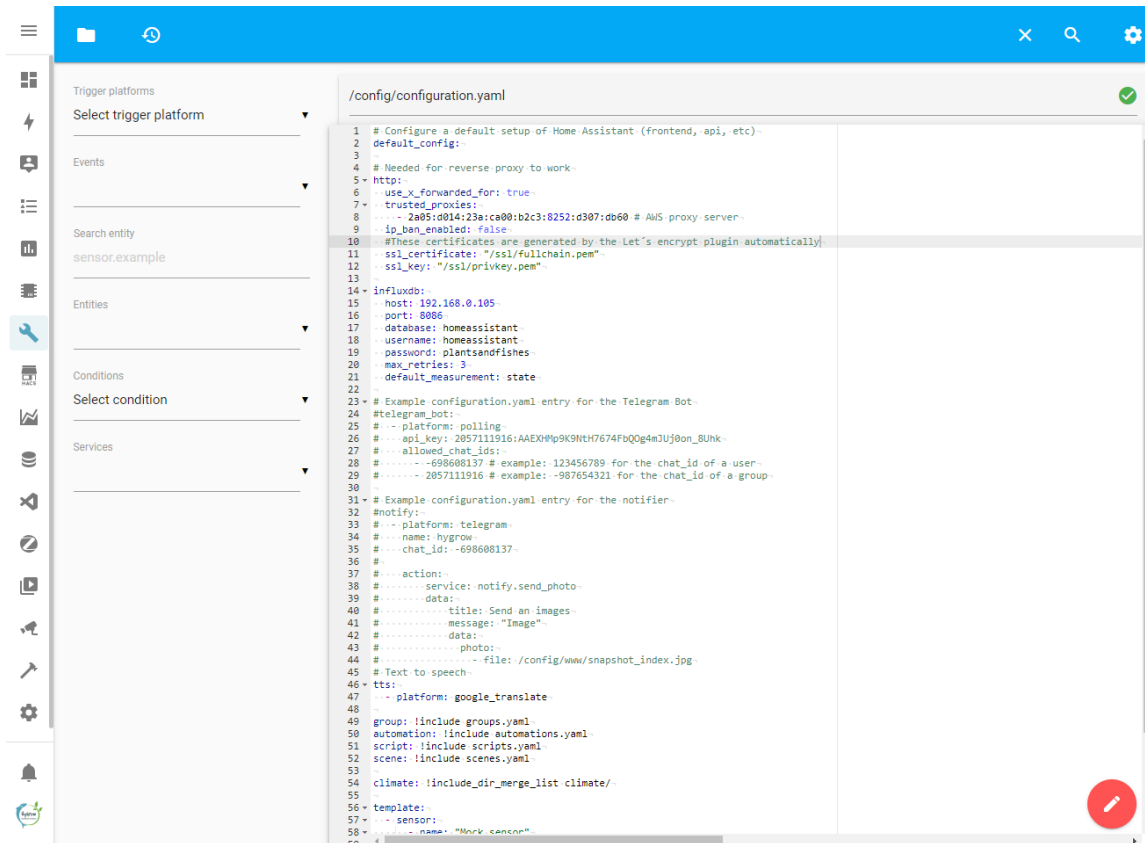 Trigger platforms
Select trigger platform
Events
Search entity
sensor.example
Entities
Conditions
Select condition
Services
HACS
/config/configuration.yaml
1 # Configure a default setup of Home Assistant (frontend, api, etc)
2 default_config:
3
4 # Needed for reverse proxy to work
5 http:
6   use_x_forwarded_for: true
7   trusted_proxies:
8     - 2a05:d014:23a:ca00:b2c3:8252:d307:db60 # AWS proxy server
9   ip_ban_enabled: false
10   #These certificates are generated by the Let´s encrypt plugin automatically
11   ssl_certificate: "/ssl/fullchain.pem"
12   ssl_key: "/ssl/privkey.pem"
13
14 influxdb:
15   host: 192.168.0.105
16   port: 8086
17   database: homeassistant
18   username: homeassistant
19   password: plantsandfishes
20   max_retries: 3
21   default_measurement: state
22
23 # Example configuration.yaml entry for the Telegram Bot
24 #telegram_bot:
25 #  - platform: polling
26 #    api_key: 2057111916:AAEXHMp9K9NtH7674FbQOg4mJUj0on_8Uhk
27 #    allowed_chat_ids:
28 #      - -698608137 # example: 123456789 for the chat_id of a user
29 #      - 2057111916 # example: -987654321 for the chat_id of a group
30
31 # Example configuration.yaml entry for the notifier
32 #notify:
33 #  - platform: telegram
34 #    name: hygrow
35 #    chat_id: -698608137
36 #
37 #    action:
38 #        service: notify.send_photo
39 #        data:
40 #            title: Send an images
41 #            message: "Image"
42 #            data:
43 #              photo:
44 #                - file: /config/www/snapshot_index.jpg
45 # Text to speech
46 tts:
47   - platform: google_translate
48
49 group: !include groups.yaml
50 automation: !include automations.yaml
51 script: !include scripts.yaml
52 scene: !include scenes.yaml
53
54 climate: !include_dir_merge_list climate/
55
56 template:
57   - sensor:
58       - name: "Mock sensor"